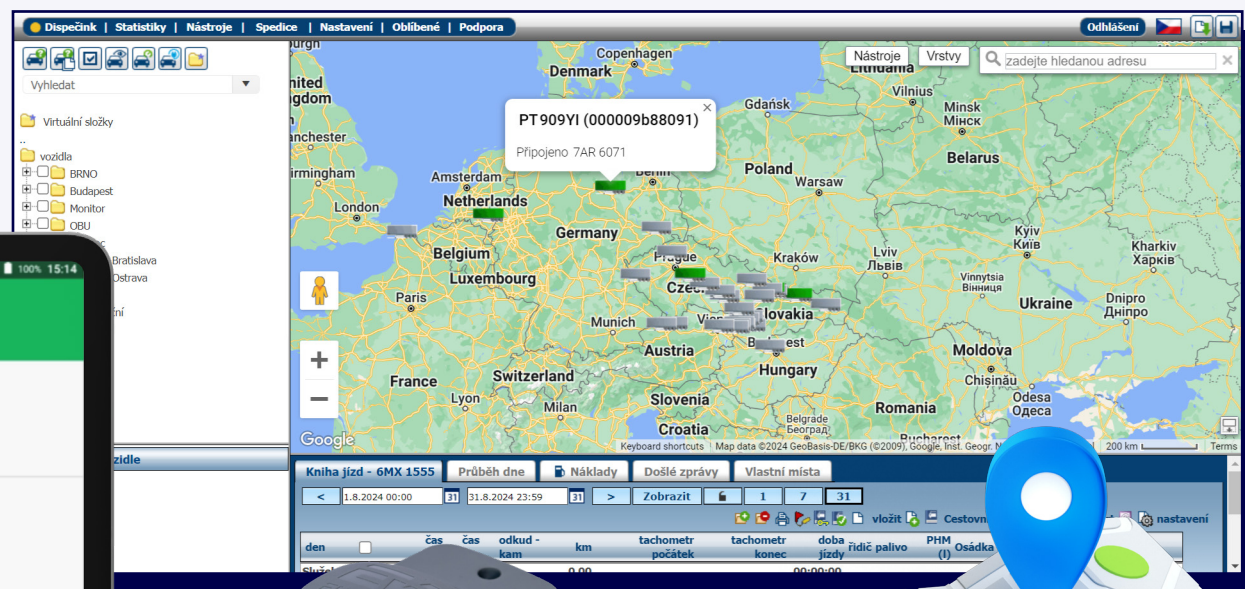 Dispečink | Statistiky | Nástroje | Spedice | Nastavení | Oblíbené | Podpora
Odhlášení
Vyhledat
Virtuální složky
..
vozidla
BRNO
Budapest
Monitor
OBU
Bratislava
Ostrava
100% 15:14
Nástroje
Vrstvy
zadejte hledanou adresu
PT 909YI (000009b88091)
Připojeno 7AR 6071
Copenhagen
Denmark
Lithuania
Vilnius
Gdańsk
Minsk
Мінск
Belarus
Amsterdam
Netherlands
Berlin
Poland
Warsaw
London
Germany
Belgium
Kyiv
Київ
Kharkiv
Харків
Prague
Kraków
Lviv
Львів
Luxembourg
Vinnytsia
Вінниця
Paris
Ukraine
Dnipro
Дніпро
Munich
Slovakia
Austria
Moldova
Hungary
Chișinău
France
Switzerland
Odesa
Одеса
Lyon
Milan
Slovenia
Romania
Croatia
Belgrade
Београд
Bucharest
Google
Keyboard shortcuts
Map data ©2024 GeoBasis-DE/BKG (©2009), Google, Inst. Geogr.
200 km
Terms
Kniha jízd - 6MX 1555
Průběh dne
Náklady
Došlé zprávy
Vlastní místa
< 1.8.2024 00:00 31 31.8.2024 23:59 31 > Zobrazit 1 7 31
vložit
nastavení
den
čas
čas
odkud - kam
km
tachometr počátek
tachometr konec
doba jízdy
řidič
palivo
PHM (l)
Osádka
0.00
00:00:00